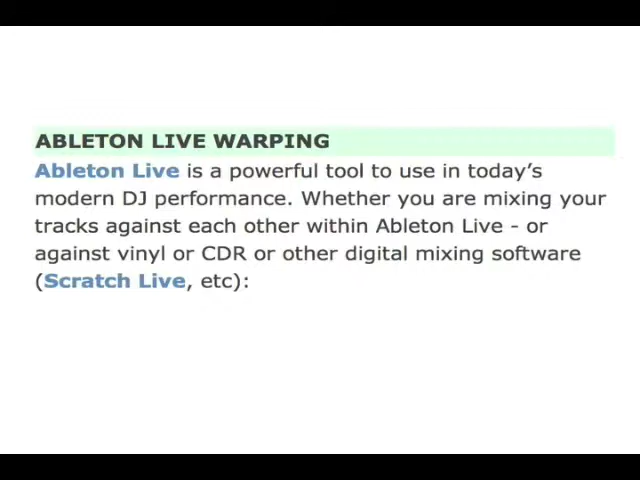 ABLETON LIVE WARPING
Ableton Live is a powerful tool to use in today’s
modern DJ performance. Whether you are mixing your
tracks against each other within Ableton Live - or
against vinyl or CDR or other digital mixing software
(Scratch Live, etc):